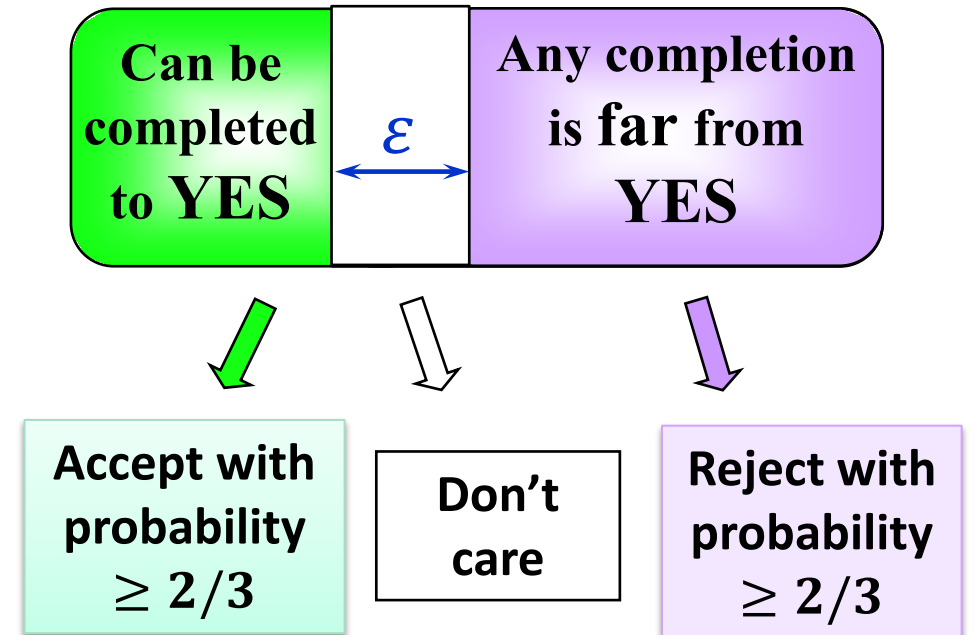 Can be
completed
to YES
ε
Any completion
is far from
YES
Accept with
probability
≥ 2/3
Don’t
care
Reject with
probability
≥ 2/3